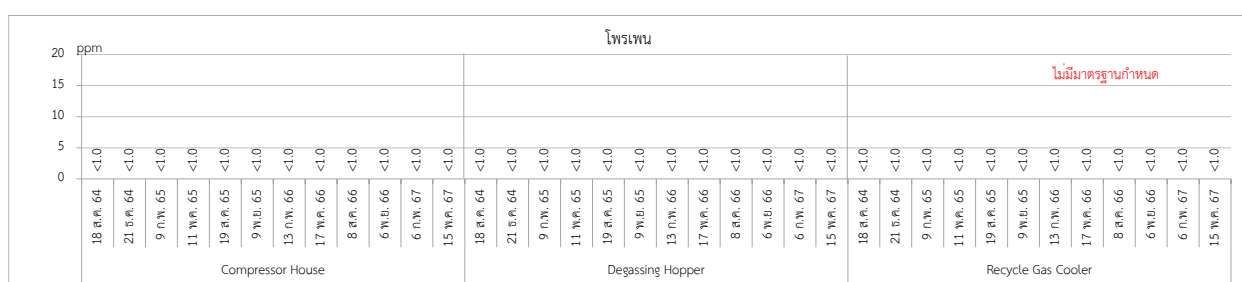 โพรเพน
ppm
20
15
10
5
0
ไม่มีมาตรฐานกำหนด
<1.0 <1.0 <1.0 <1.0 <1.0 <1.0 <1.0 <1.0 <1.0 <1.0 <1.0 <1.0 <1.0 <1.0 <1.0 <1.0 <1.0 <1.0 <1.0 <1.0 <1.0 <1.0 <1.0 <1.0 <1.0 <1.0 <1.0 <1.0 <1.0 <1.0 <1.0 <1.0 <1.0 <1.0 <1.0 <1.0
18 ส.ค. 64
21 ธ.ค. 64
9 ก.พ. 65
11 พ.ค. 65
19 ส.ค. 65
9 พ.ย. 65
13 ก.พ. 66
17 พ.ค. 66
8 ส.ค. 66
6 พ.ย. 66
6 ก.พ. 67
15 พ.ค. 67
18 ส.ค. 64
21 ธ.ค. 64
9 ก.พ. 65
11 พ.ค. 65
19 ส.ค. 65
9 พ.ย. 65
13 ก.พ. 66
17 พ.ค. 66
8 ส.ค. 66
6 พ.ย. 66
6 ก.พ. 67
15 พ.ค. 67
18 ส.ค. 64
21 ธ.ค. 64
9 ก.พ. 65
11 พ.ค. 65
19 ส.ค. 65
9 พ.ย. 65
13 ก.พ. 66
17 พ.ค. 66
8 ส.ค. 66
6 พ.ย. 66
6 ก.พ. 67
15 พ.ค. 67
Compressor House
Degassing Hopper
Recycle Gas Cooler